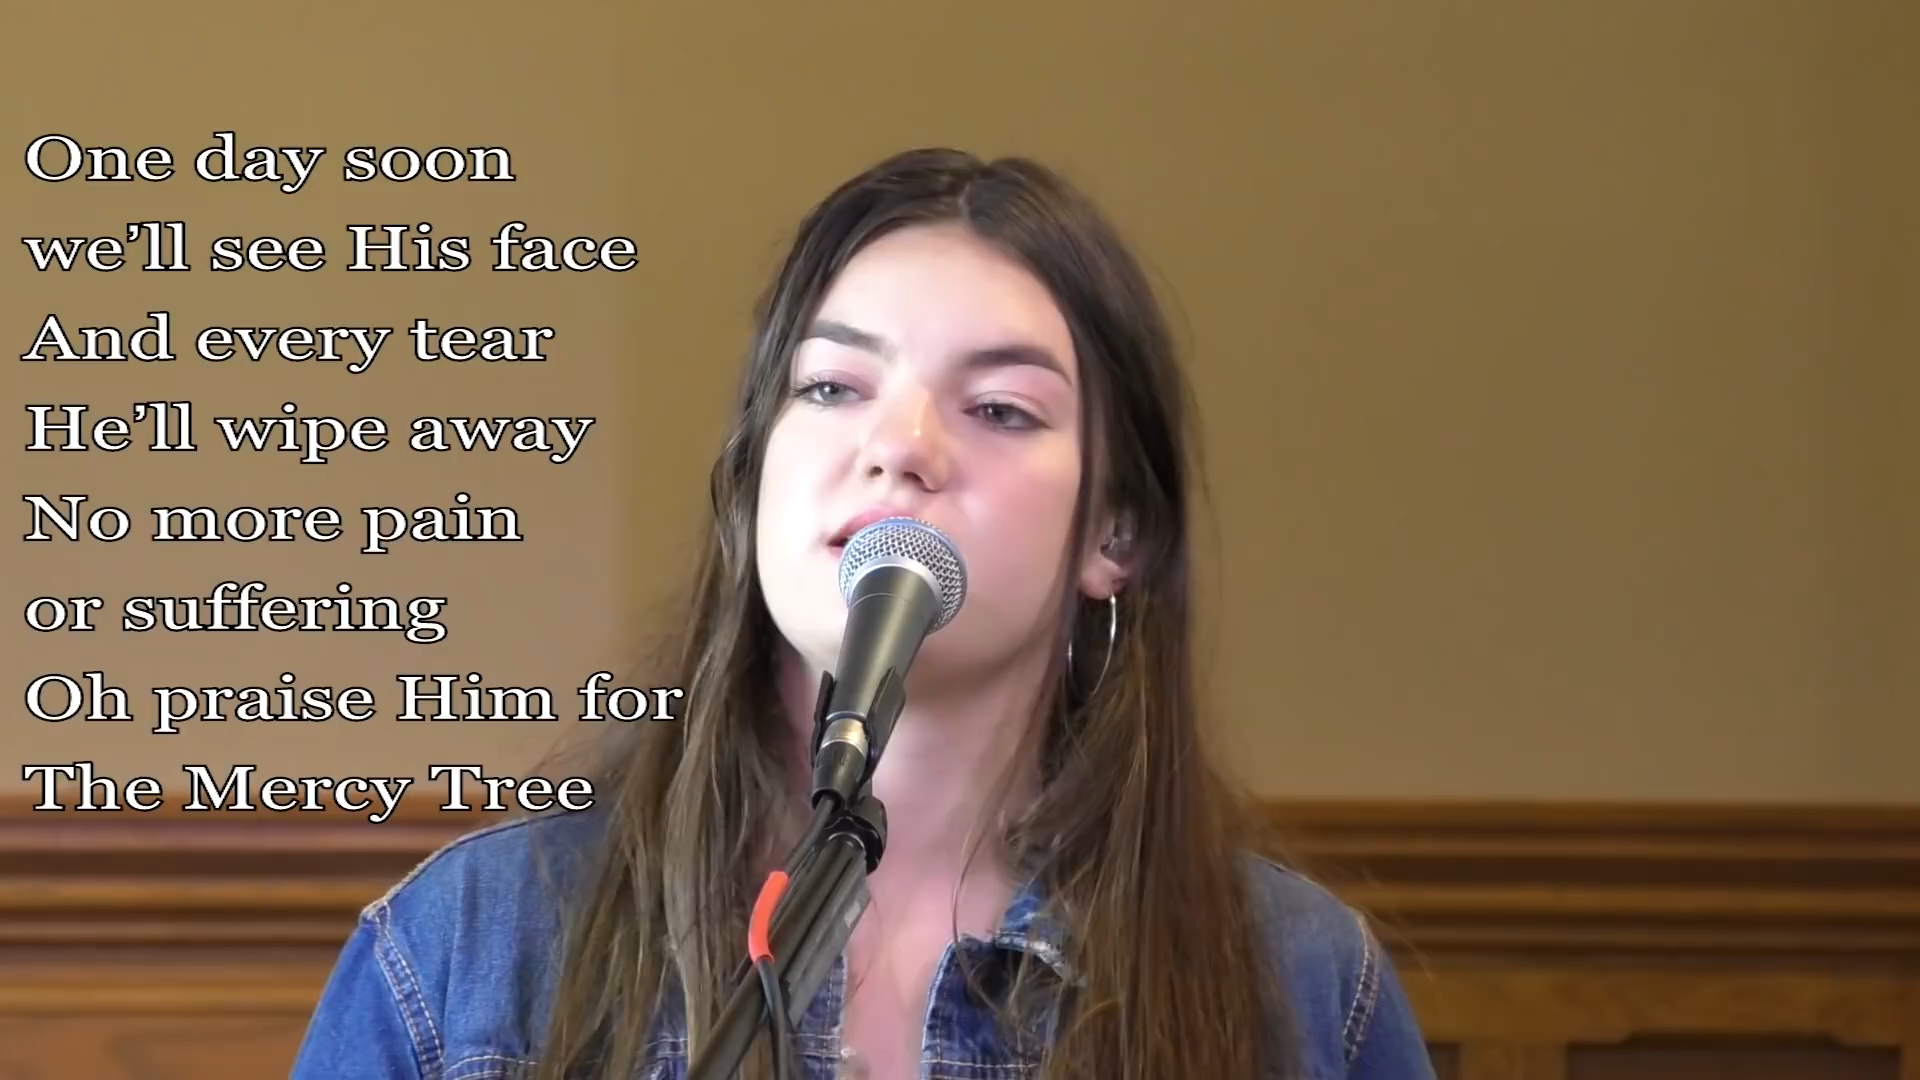 One day soon
we’ll see His face
And every tear
He’ll wipe away
No more pain
or suffering
Oh praise Him for
The Mercy Tree